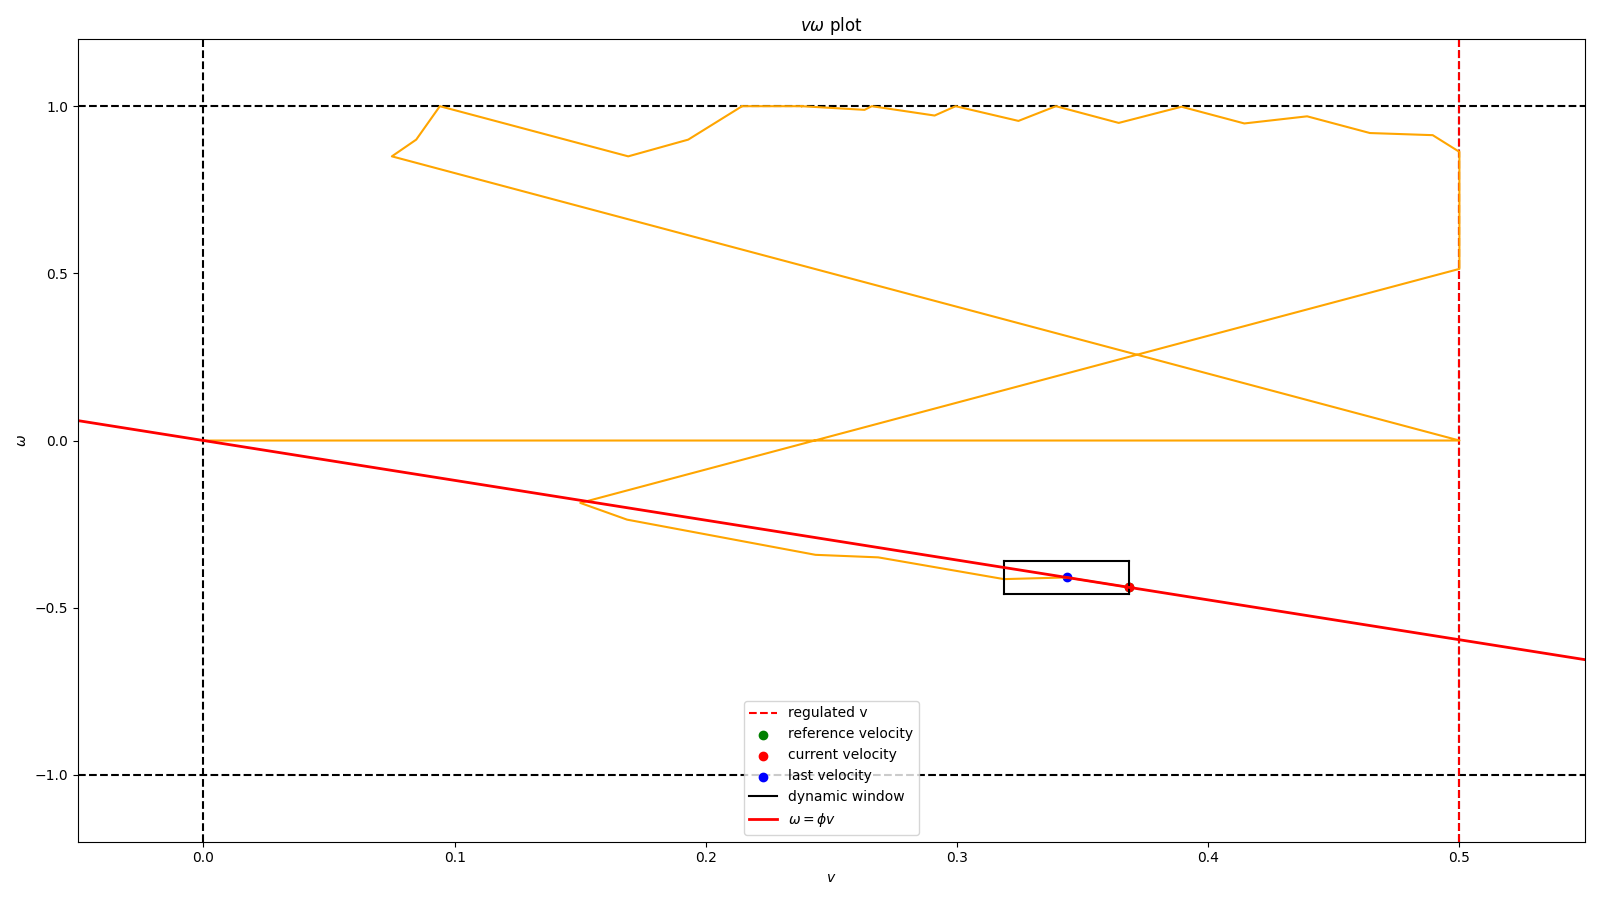 vω plot
1.0
0.5
0.0
−0.5
−1.0
ω
regulated v
reference velocity
current velocity
last velocity
dynamic window
ω = ϕv
0.0 0.1 0.2 0.3 0.4 0.5
v